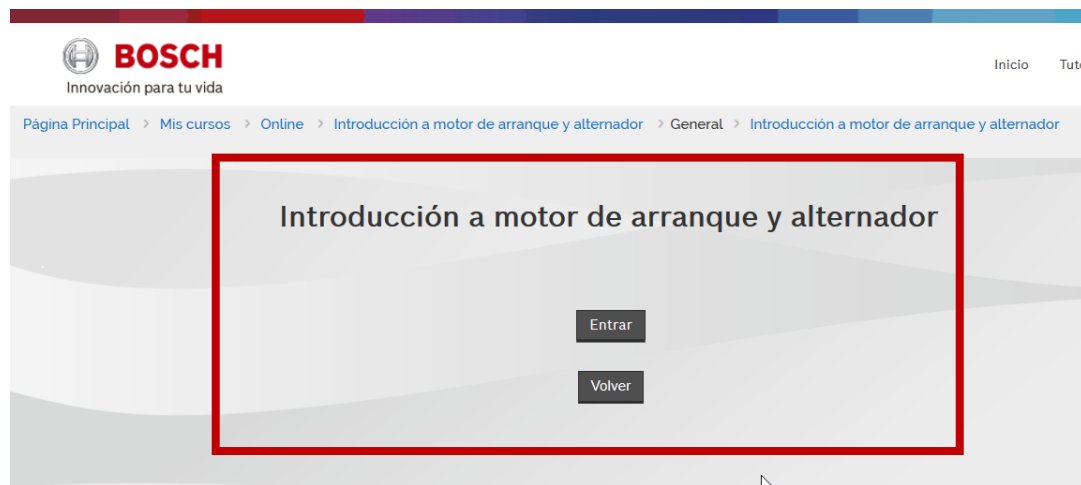 BOSCH
Innovación para tu vida
Inicio
Página Principal > Mis cursos > Online > Introducción a motor de arranque y alternador > General > Introducción a motor de arranque y alternador
Introducción a motor de arranque y alternador
Entrar
Volver